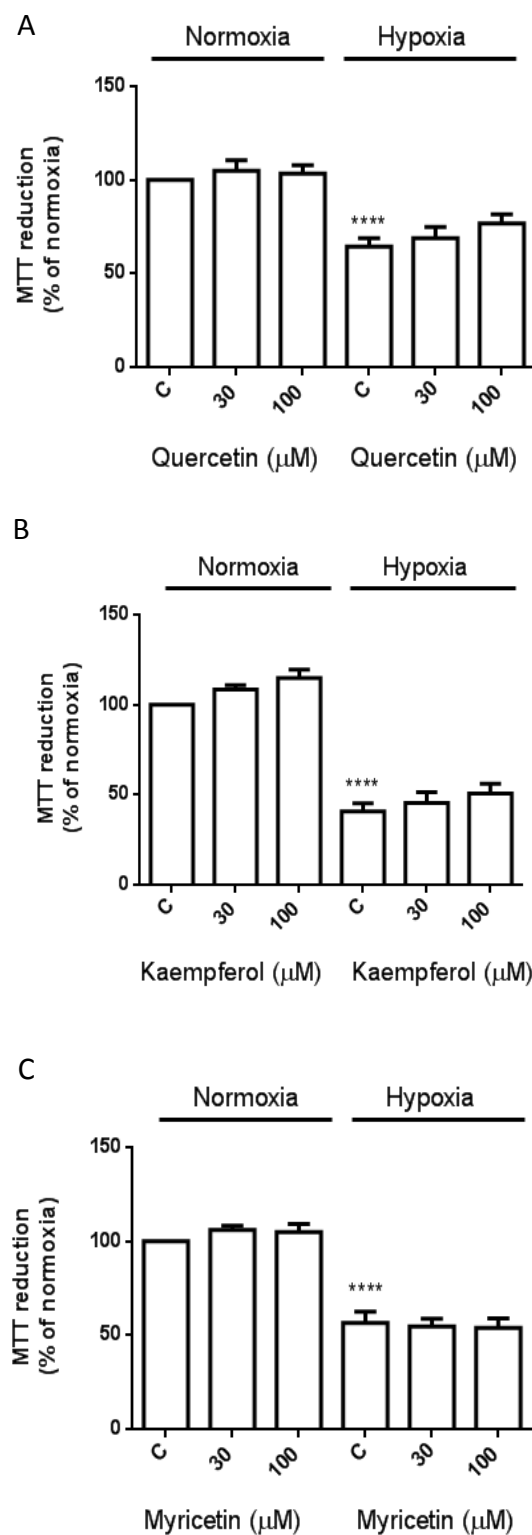 A
Normoxia Hypoxia
MTT reduction
(% of normoxia)
150
100
50
0
****
C 30 100 C 30 100
Quercetin (μM) Quercetin (μM)
B
Normoxia Hypoxia
MTT reduction
(% of normoxia)
150
100
50
0
****
C 30 100 C 30 100
Kaempferol (μM) Kaempferol (μM)
C
Normoxia Hypoxia
MTT reduction
(% of normoxia)
150
100
50
0
****
C 30 100 C 30 100
Myricetin (μM) Myricetin (μM)